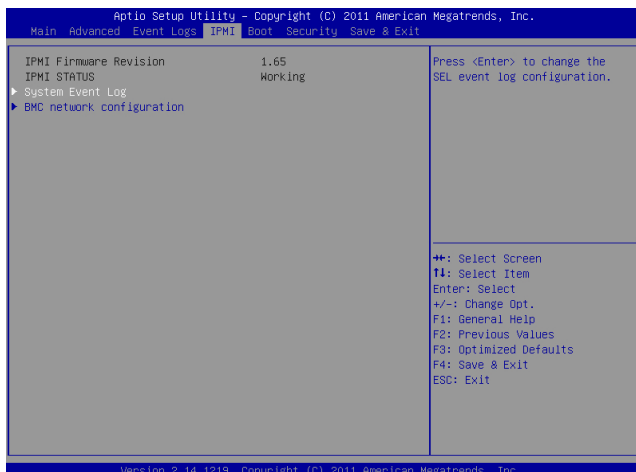 Aptio Setup Utility – Copyright (C) 2011 American Megatrends, Inc.
Main Advanced Event Logs IPMI Boot Security Save & Exit
IPMI Firmware Revision 1.65
IPMI STATUS Working
System Event Log
BMC network configuration
Press <Enter> to change the
SEL event log configuration.
→←: Select Screen
↑↓: Select Item
Enter: Select
+/-: Change Opt.
F1: General Help
F2: Previous Values
F3: Optimized Defaults
F4: Save & Exit
ESC: Exit
Version 2.14.1219. Copyright (C) 2011 American Megatrends, Inc.